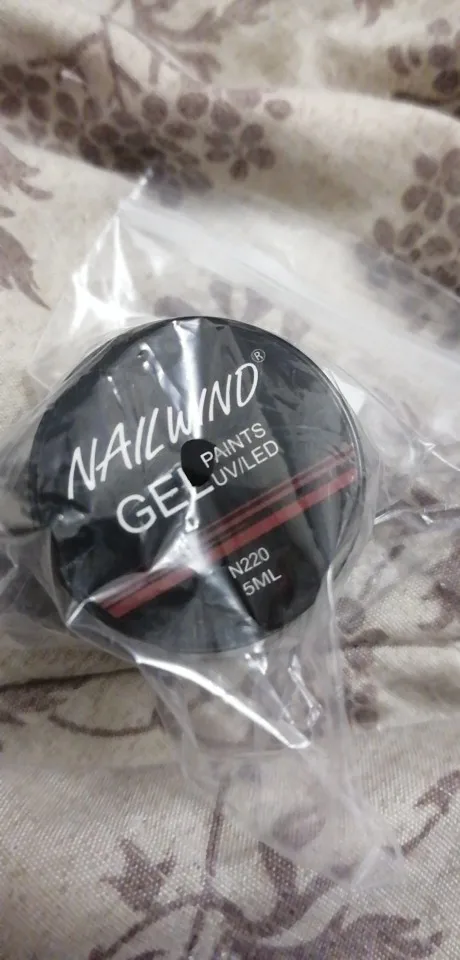 NAILWIND®
GEL PAINTS
UV/LED
N220
5ML